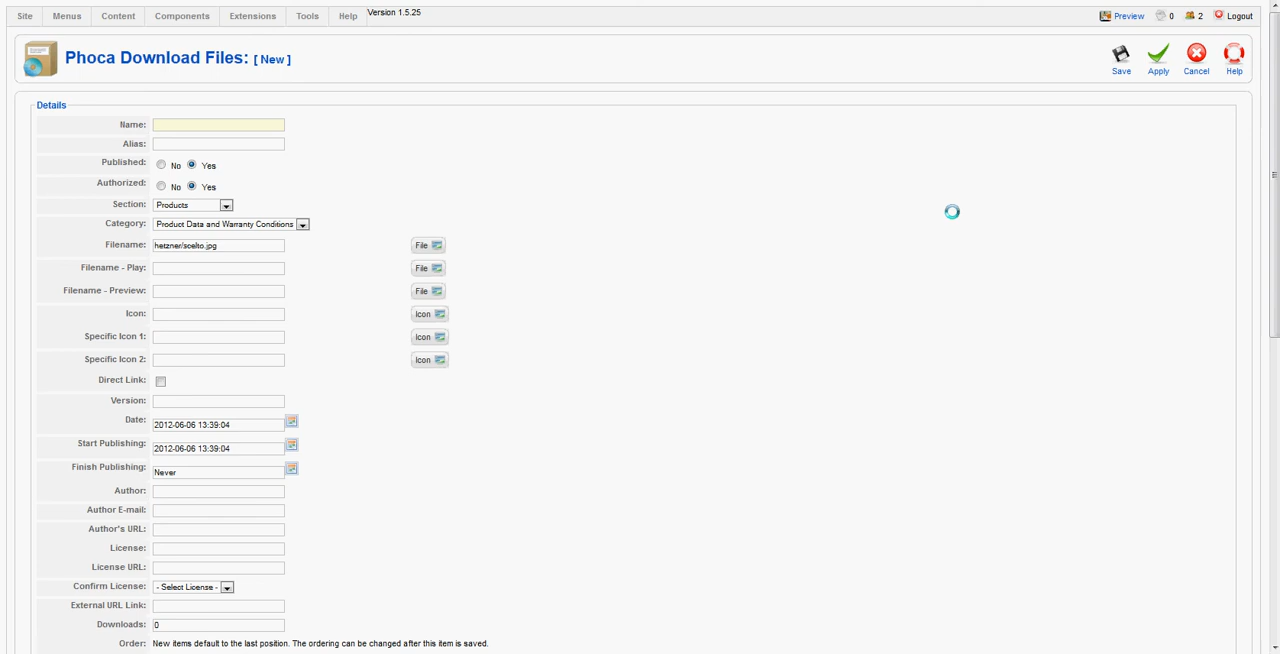 Site Menus Content Components Extensions Tools Help Version 1.5.25 Preview 0 2 Logout
Phoca Download Files: [ New ]
Save Apply Cancel Help
Details
Name:
Alias:
Published: No Yes
Authorized: No Yes
Section: Products
Category: Product Data and Warranty Conditions
Filename: hetzner/scelto.jpg File
Filename - Play: File
Filename - Preview: File
Icon: Icon
Specific Icon 1: Icon
Specific Icon 2: Icon
Direct Link:
Version:
Date: 2012-06-06 13:39:04
Start Publishing: 2012-06-06 13:39:04
Finish Publishing: Never
Author:
Author E-mail:
Author's URL:
License:
License URL:
Confirm License: - Select License -
External URL Link:
Downloads: 0
Order: New items default to the last position. The ordering can be changed after this item is saved.